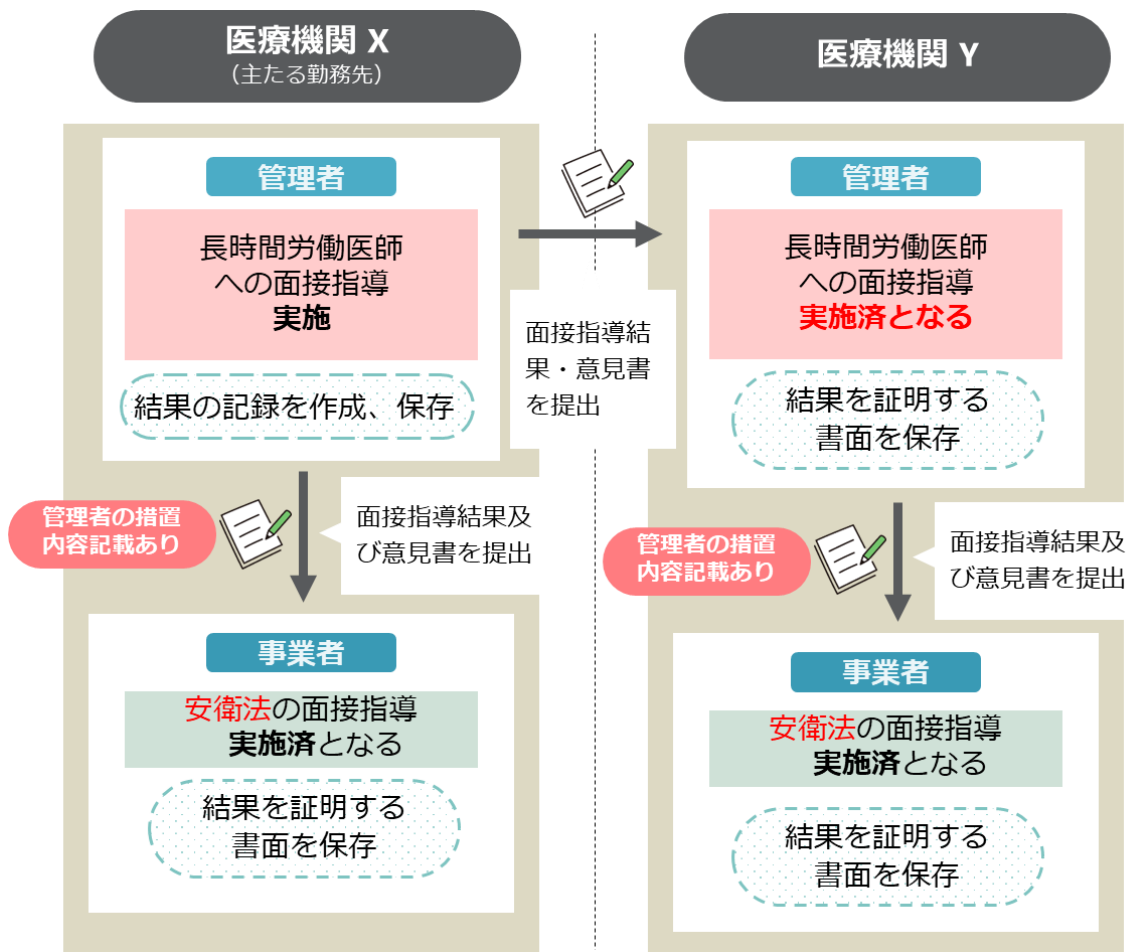 医療機関 X
(主たる勤務先)
管理者
長時間労働医師
への面接指導
実施
結果の記録を作成、保存
管理者の措置
内容記載あり
面接指導結果及
び意見書を提出
事業者
安衛法の面接指導
実施済となる
結果を証明する
書面を保存
面接指導結
果・意見書
を提出
医療機関 Y
管理者
長時間労働医師
への面接指導
実施済となる
結果を証明する
書面を保存
管理者の措置
内容記載あり
面接指導結果及
び意見書を提出
事業者
安衛法の面接指導
実施済となる
結果を証明する
書面を保存